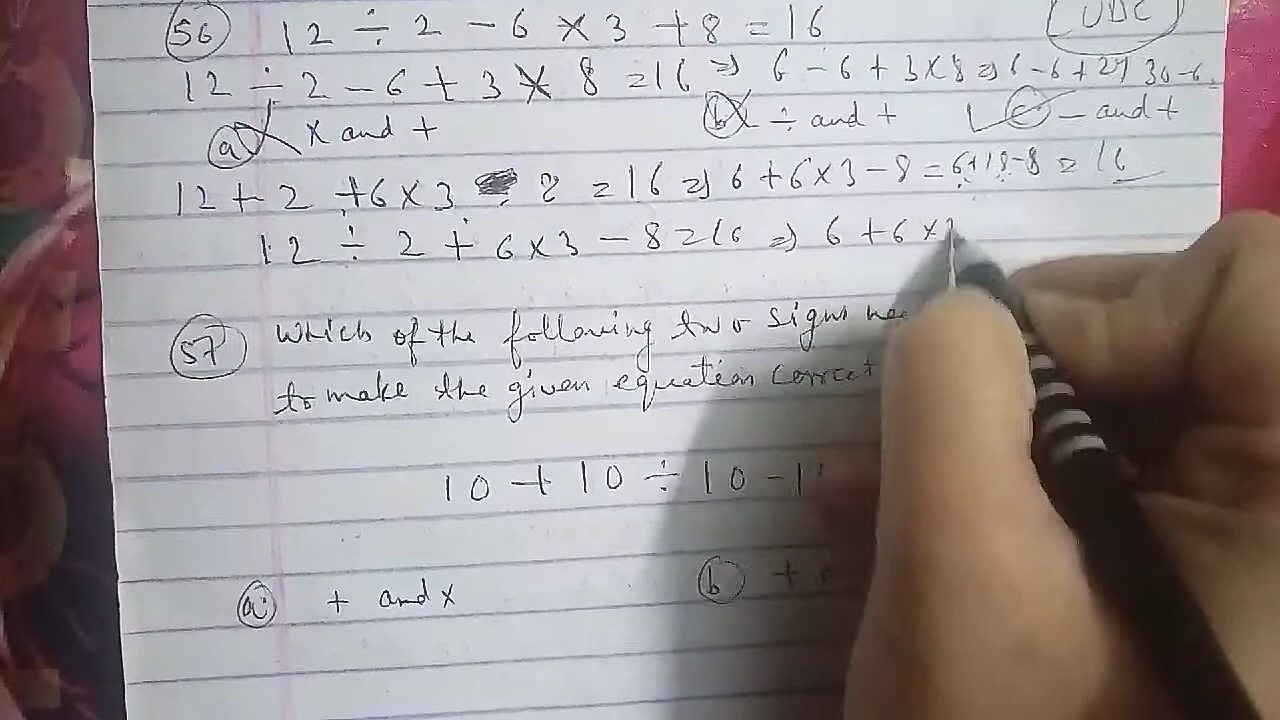 56 12 ÷ 2 - 6 × 3 + 8 = 16 UDC
12 ÷ 2 - 6 + 3 × 8 = 16 ⇒ 6 - 6 + 3 × 8 ⇒ 6 - 6 + 27 30 - 6
a × and + b ÷ and + c - and +
12 ÷ 2 + 6 × 3 8 = 16 ⇒ 6 + 6 × 3 - 8 = 6 + 18 - 8 = 16
12 ÷ 2 + 6 × 3 - 8 = 16 ⇒ 6 + 6 ×
57 Which of the following two signs
to make the given equation correct
10 + 10 ÷ 10 - 1
a + and × b +